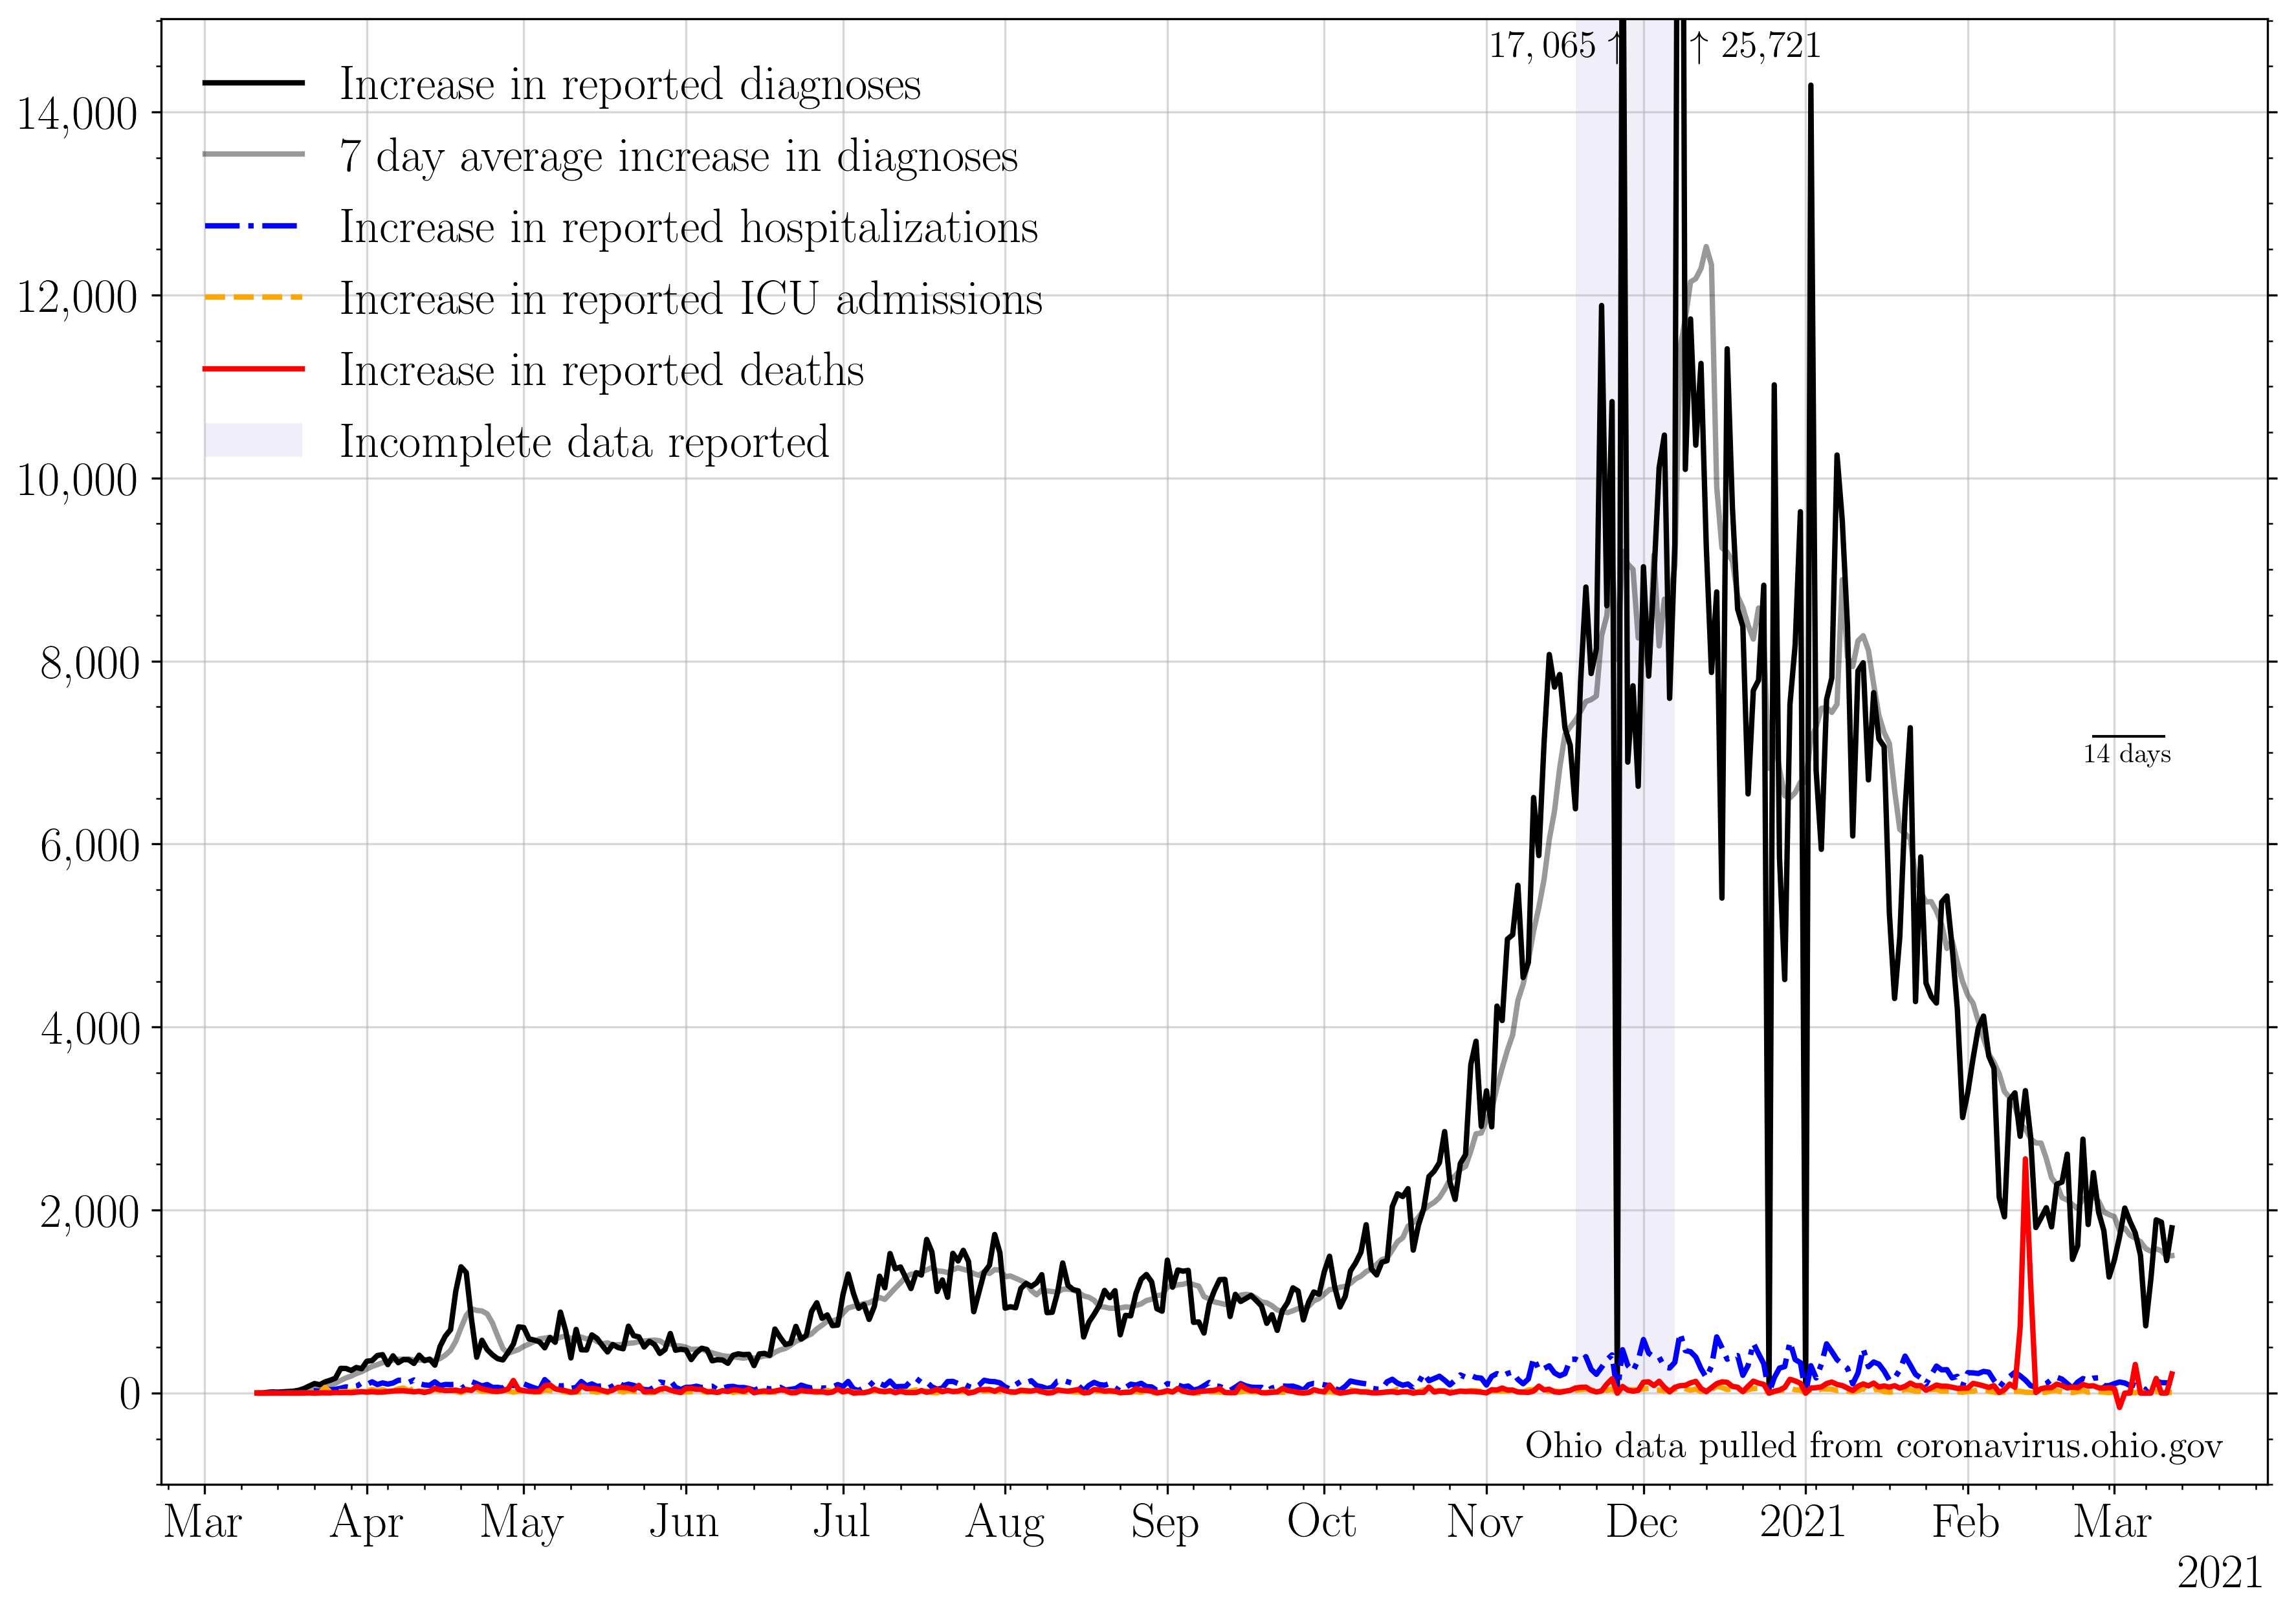 17,065 ↑
↑ 25,721
Increase in reported diagnoses
7 day average increase in diagnoses
Increase in reported hospitalizations
Increase in reported ICU admissions
Increase in reported deaths
Incomplete data reported
14,000
12,000
10,000
8,000
6,000
4,000
2,000
0
14 days
Ohio data pulled from coronavirus.ohio.gov
Mar Apr May Jun Jul Aug Sep Oct Nov Dec 2021 Feb Mar
2021